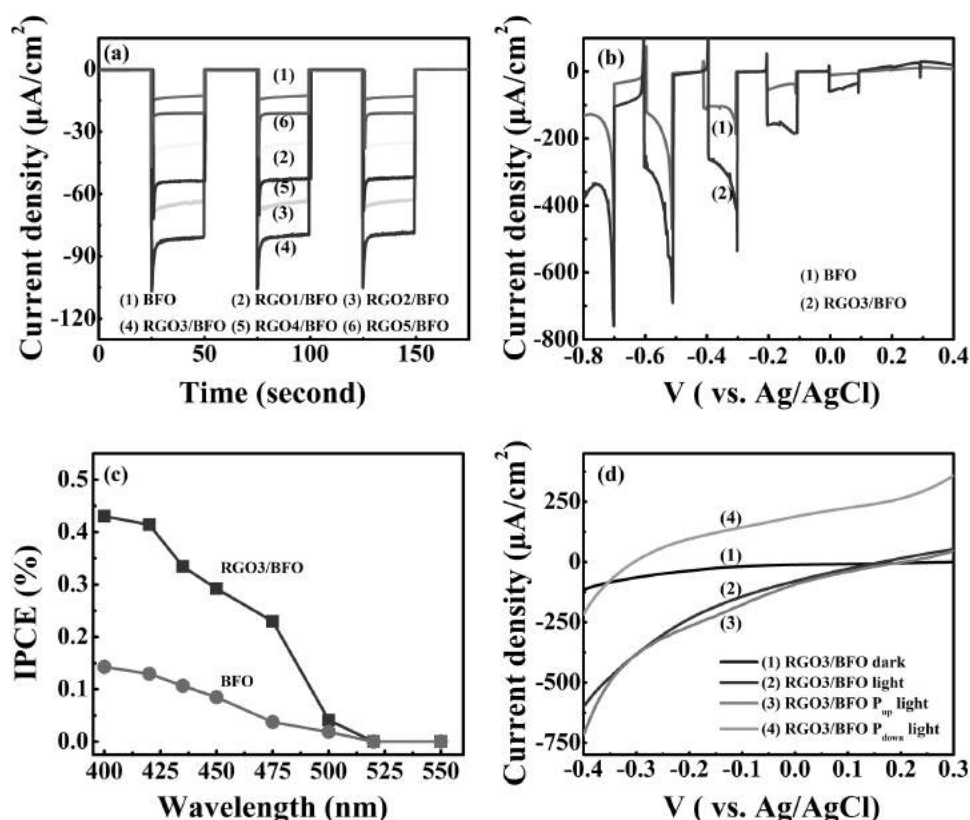 (a)
Current density (μA/cm²)
0
-30
-60
-90
-120
(1)
(6)
(2)
(5)
(3)
(4)
(1) BFO (2) RGO1/BFO (3) RGO2/BFO
(4) RGO3/BFO (5) RGO4/BFO (6) RGO5/BFO
0 50 100 150
Time (second)
(b)
Current density (μA/cm²)
0
-200
-400
-600
-800
(1)
(2)
(1) BFO
(2) RGO3/BFO
-0.8 -0.6 -0.4 -0.2 0.0 0.2 0.4
V ( vs. Ag/AgCl)
(c)
IPCE (%)
0.5
0.4
0.3
0.2
0.1
0.0
RGO3/BFO
BFO
400 425 450 475 500 525 550
Wavelength (nm)
(d)
Current density (μA/cm²)
250
0
-250
-500
-750
(4)
(1)
(2)
(3)
(1) RGO3/BFO dark
(2) RGO3/BFO light
(3) RGO3/BFO Pup light
(4) RGO3/BFO Pdown light
-0.4 -0.3 -0.2 -0.1 0.0 0.1 0.2 0.3
V ( vs. Ag/AgCl)